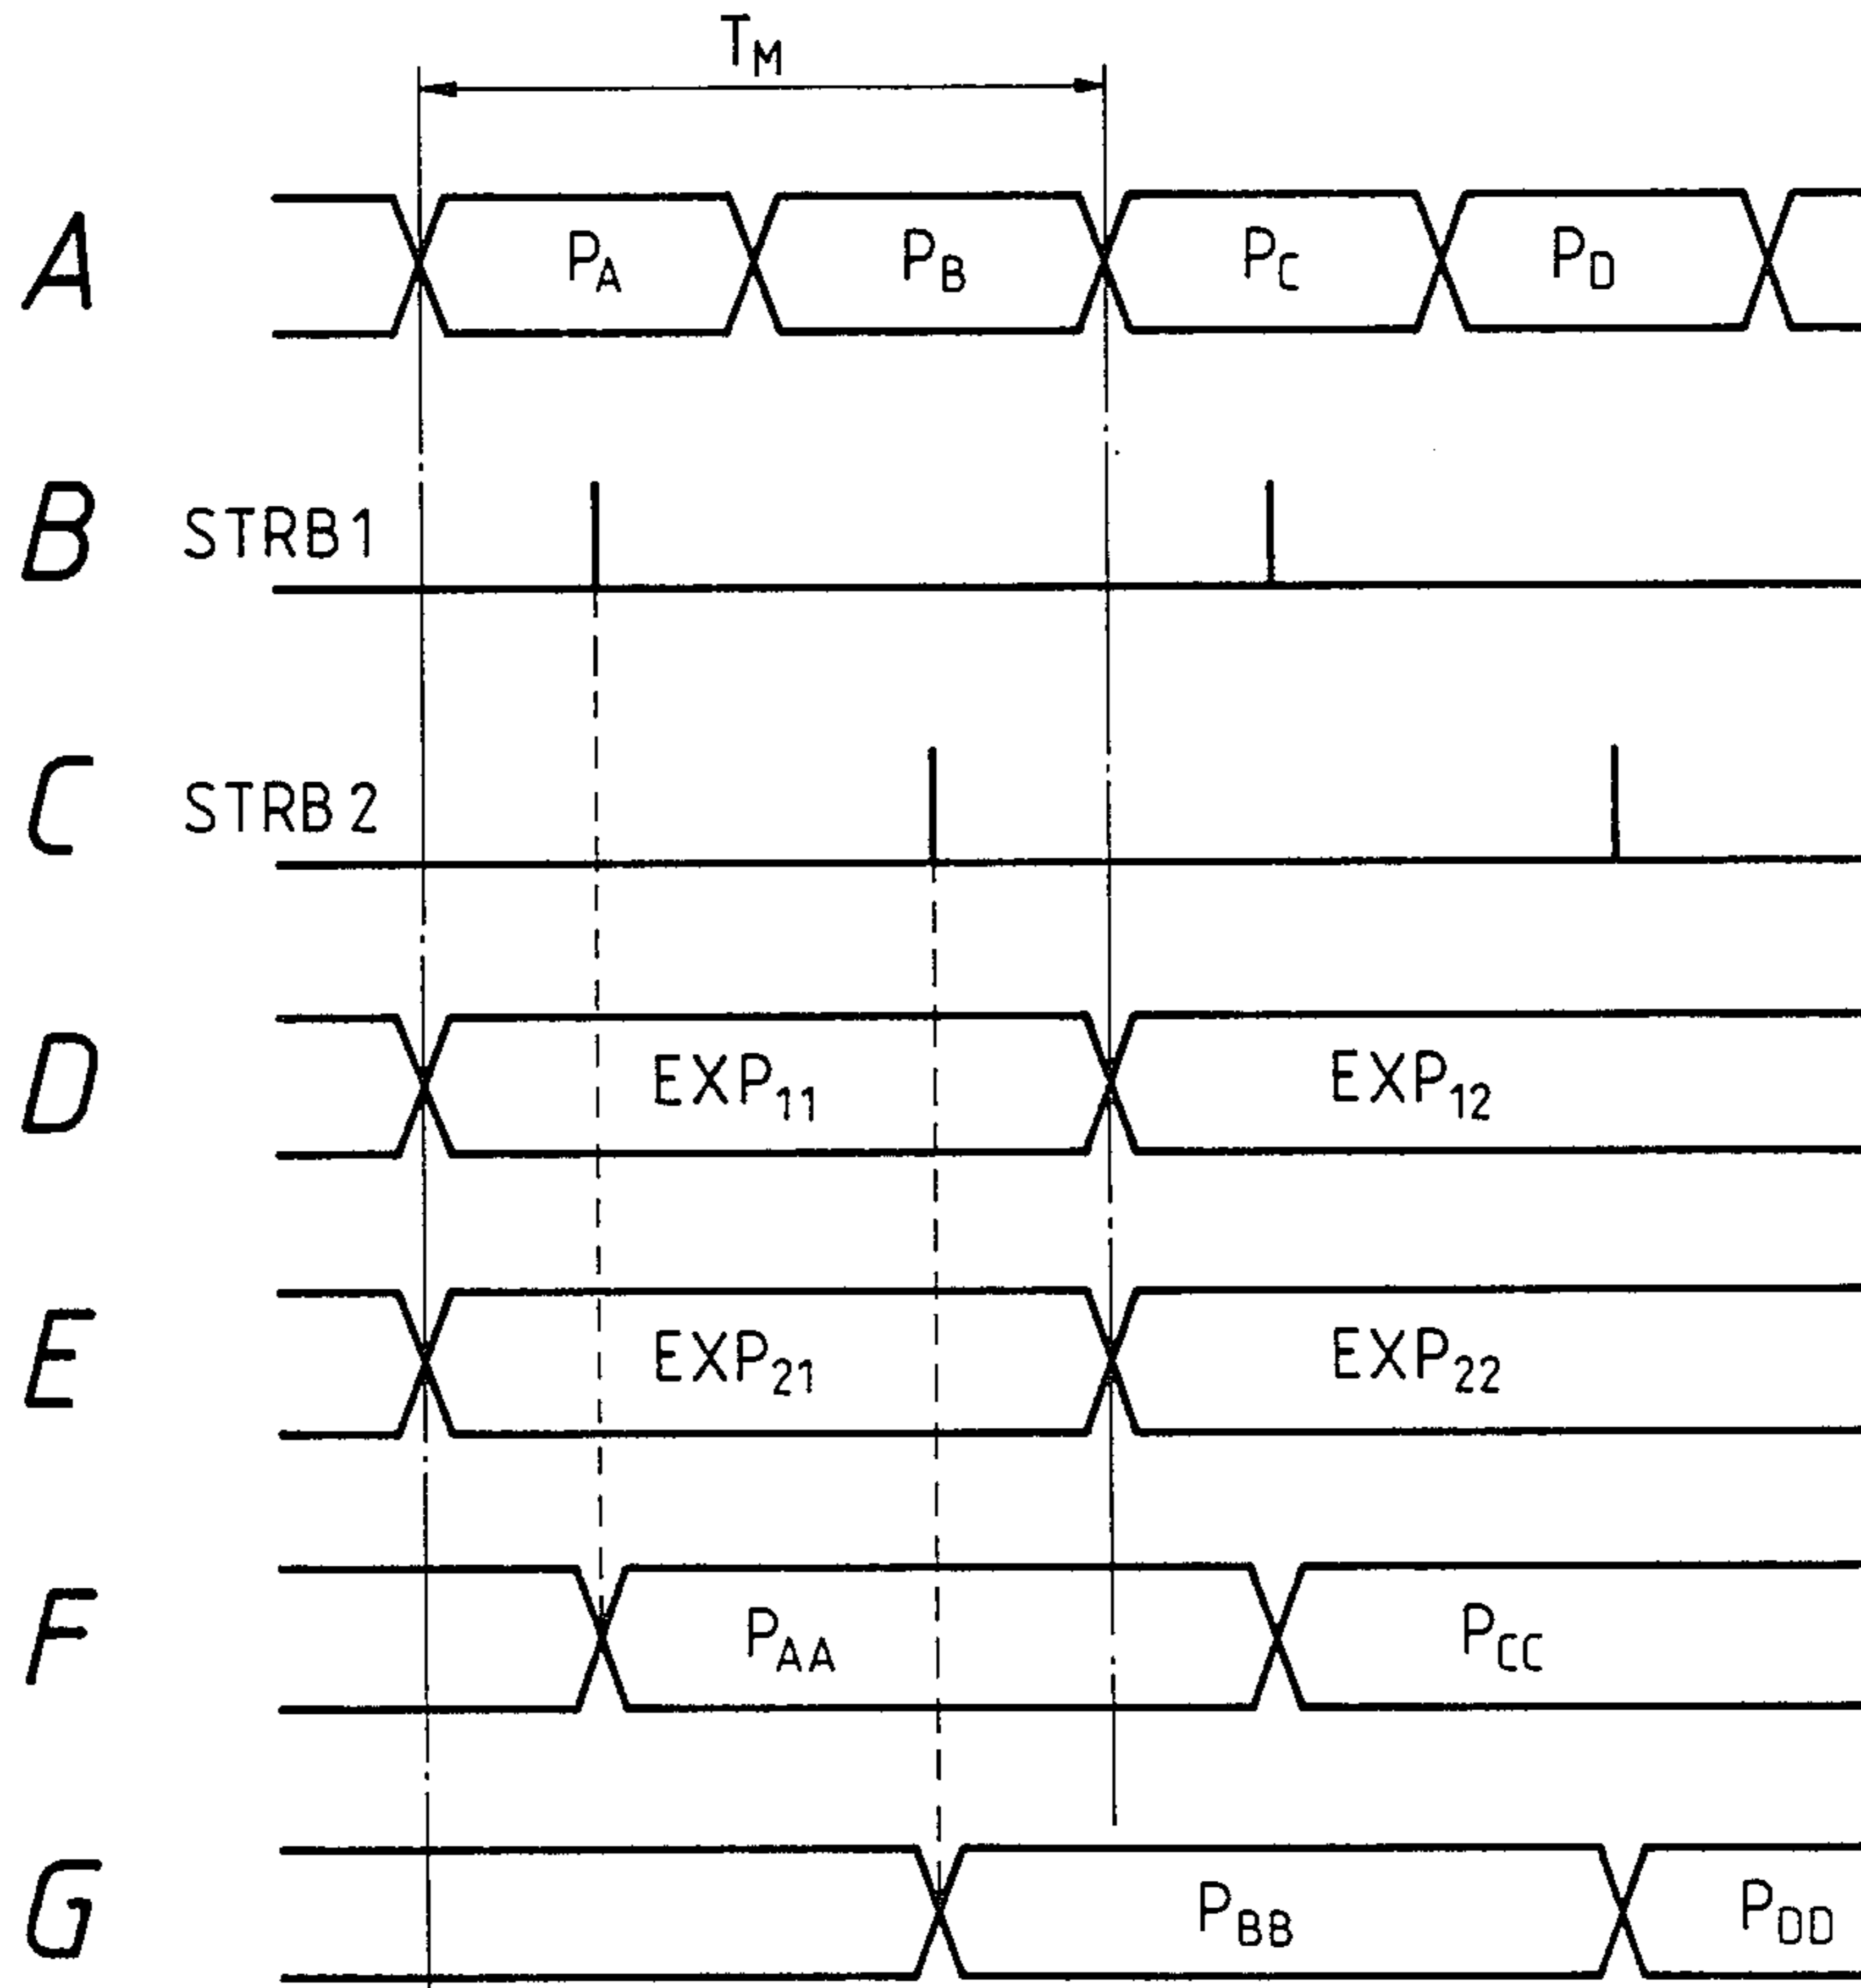 T_M
A P_A P_B P_C P_D
B STRB1
C STRB2
D EXP_11 EXP_12
E EXP_21 EXP_22
F P_AA P_CC
G P_BB P_DD